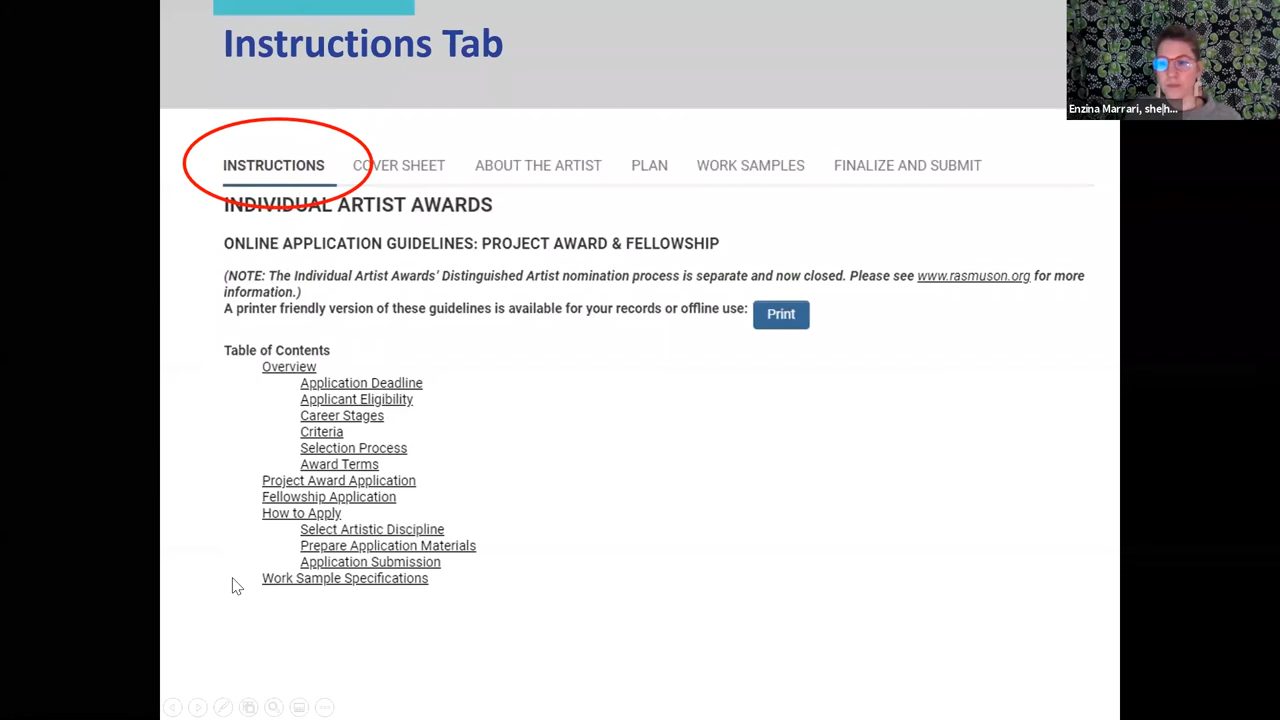 Instructions Tab
Enzina Marrari, she|h...
INSTRUCTIONS COVER SHEET ABOUT THE ARTIST PLAN WORK SAMPLES FINALIZE AND SUBMIT
INDIVIDUAL ARTIST AWARDS
ONLINE APPLICATION GUIDELINES: PROJECT AWARD & FELLOWSHIP
(NOTE: The Individual Artist Awards’ Distinguished Artist nomination process is separate and now closed. Please see www.rasmuson.org for more
information.)
A printer friendly version of these guidelines is available for your records or offline use: Print
Table of Contents
Overview
Application Deadline
Applicant Eligibility
Career Stages
Criteria
Selection Process
Award Terms
Project Award Application
Fellowship Application
How to Apply
Select Artistic Discipline
Prepare Application Materials
Application Submission
Work Sample Specifications